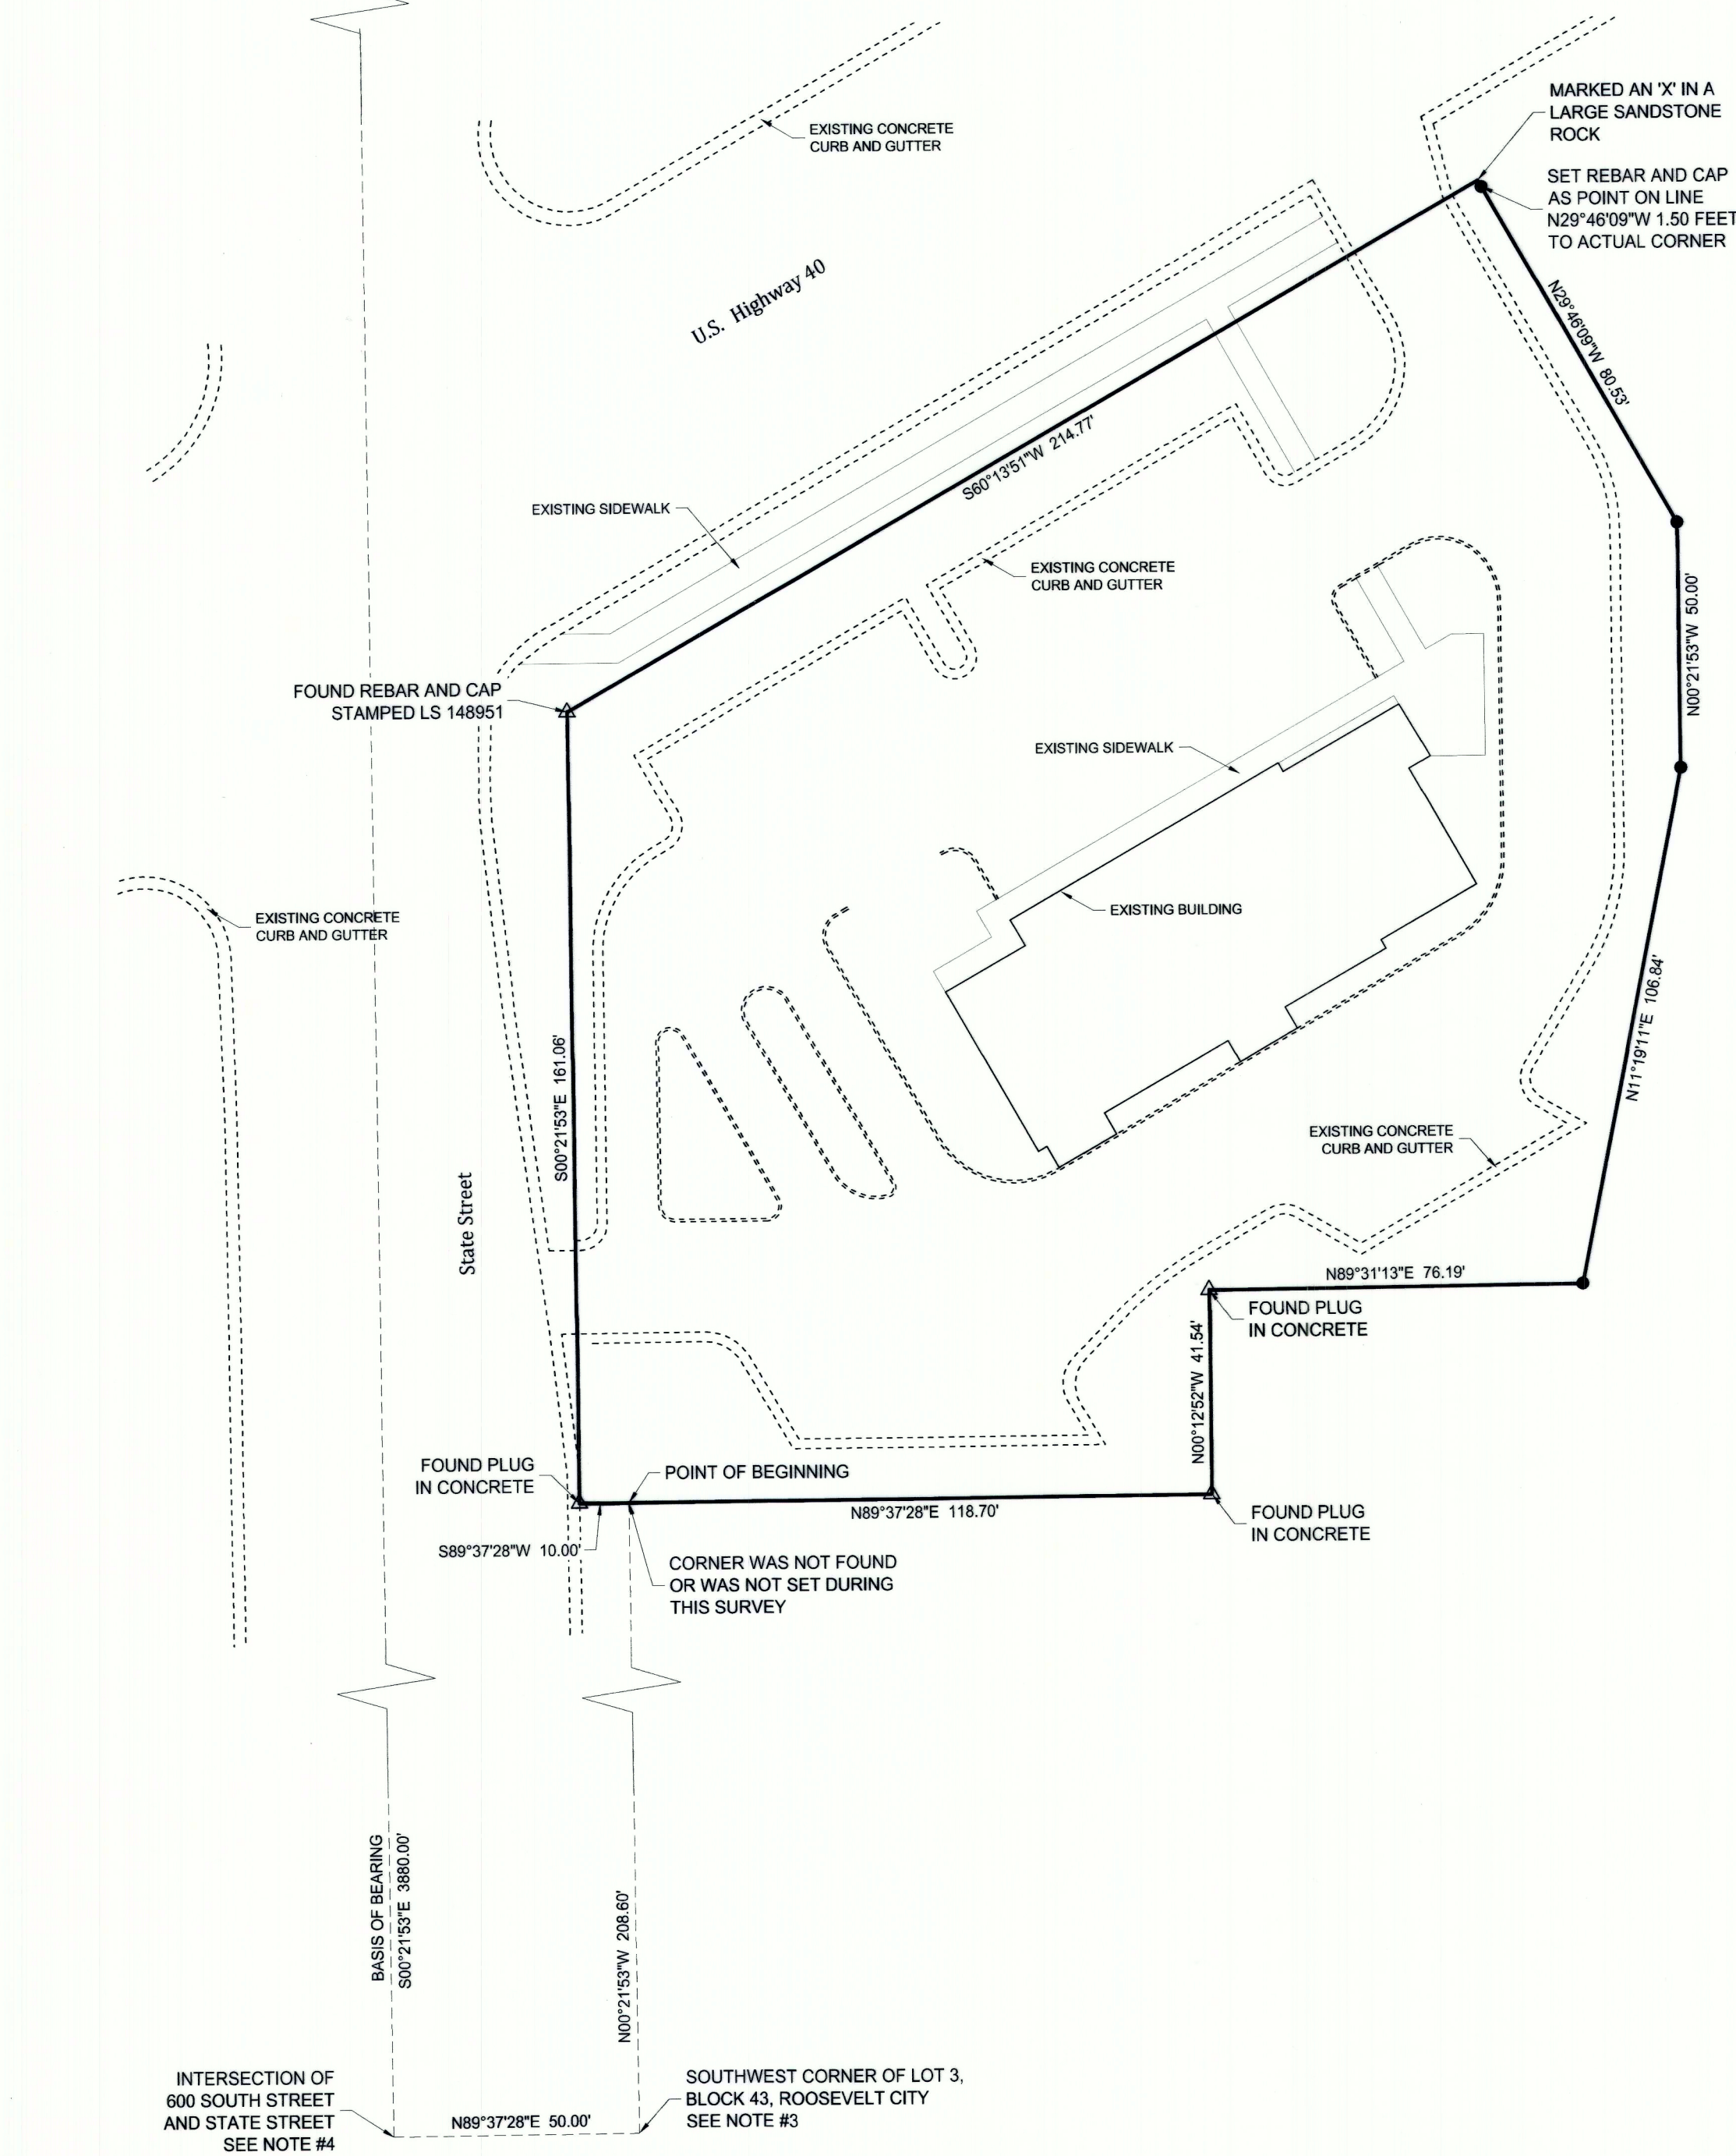 MARKED AN 'X' IN A
LARGE SANDSTONE
ROCK
EXISTING CONCRETE
CURB AND GUTTER
SET REBAR AND CAP
AS POINT ON LINE
N29°46'09"W 1.50 FEET
TO ACTUAL CORNER
U.S. Highway 40
N29°46'09"W 80.53'
S60°13'51"W 214.77'
EXISTING SIDEWALK
EXISTING CONCRETE
CURB AND GUTTER
N00°21'53"W 50.00'
FOUND REBAR AND CAP
STAMPED LS 148951
EXISTING SIDEWALK
EXISTING BUILDING
EXISTING CONCRETE
CURB AND GUTTER
N11°19'11"E 106.84'
S00°21'53"E 161.06'
EXISTING CONCRETE
CURB AND GUTTER
State Street
N89°31'13"E 76.19'
FOUND PLUG
IN CONCRETE
N00°12'52"W 41.54'
FOUND PLUG
IN CONCRETE
POINT OF BEGINNING
N89°37'28"E 118.70'
FOUND PLUG
IN CONCRETE
S89°37'28"W 10.00'
CORNER WAS NOT FOUND
OR WAS NOT SET DURING
THIS SURVEY
BASIS OF BEARING
S00°21'53"E 3880.00'
N00°21'53"W 208.60'
INTERSECTION OF
600 SOUTH STREET
AND STATE STREET
SEE NOTE #4
N89°37'28"E 50.00'
SOUTHWEST CORNER OF LOT 3,
BLOCK 43, ROOSEVELT CITY
SEE NOTE #3